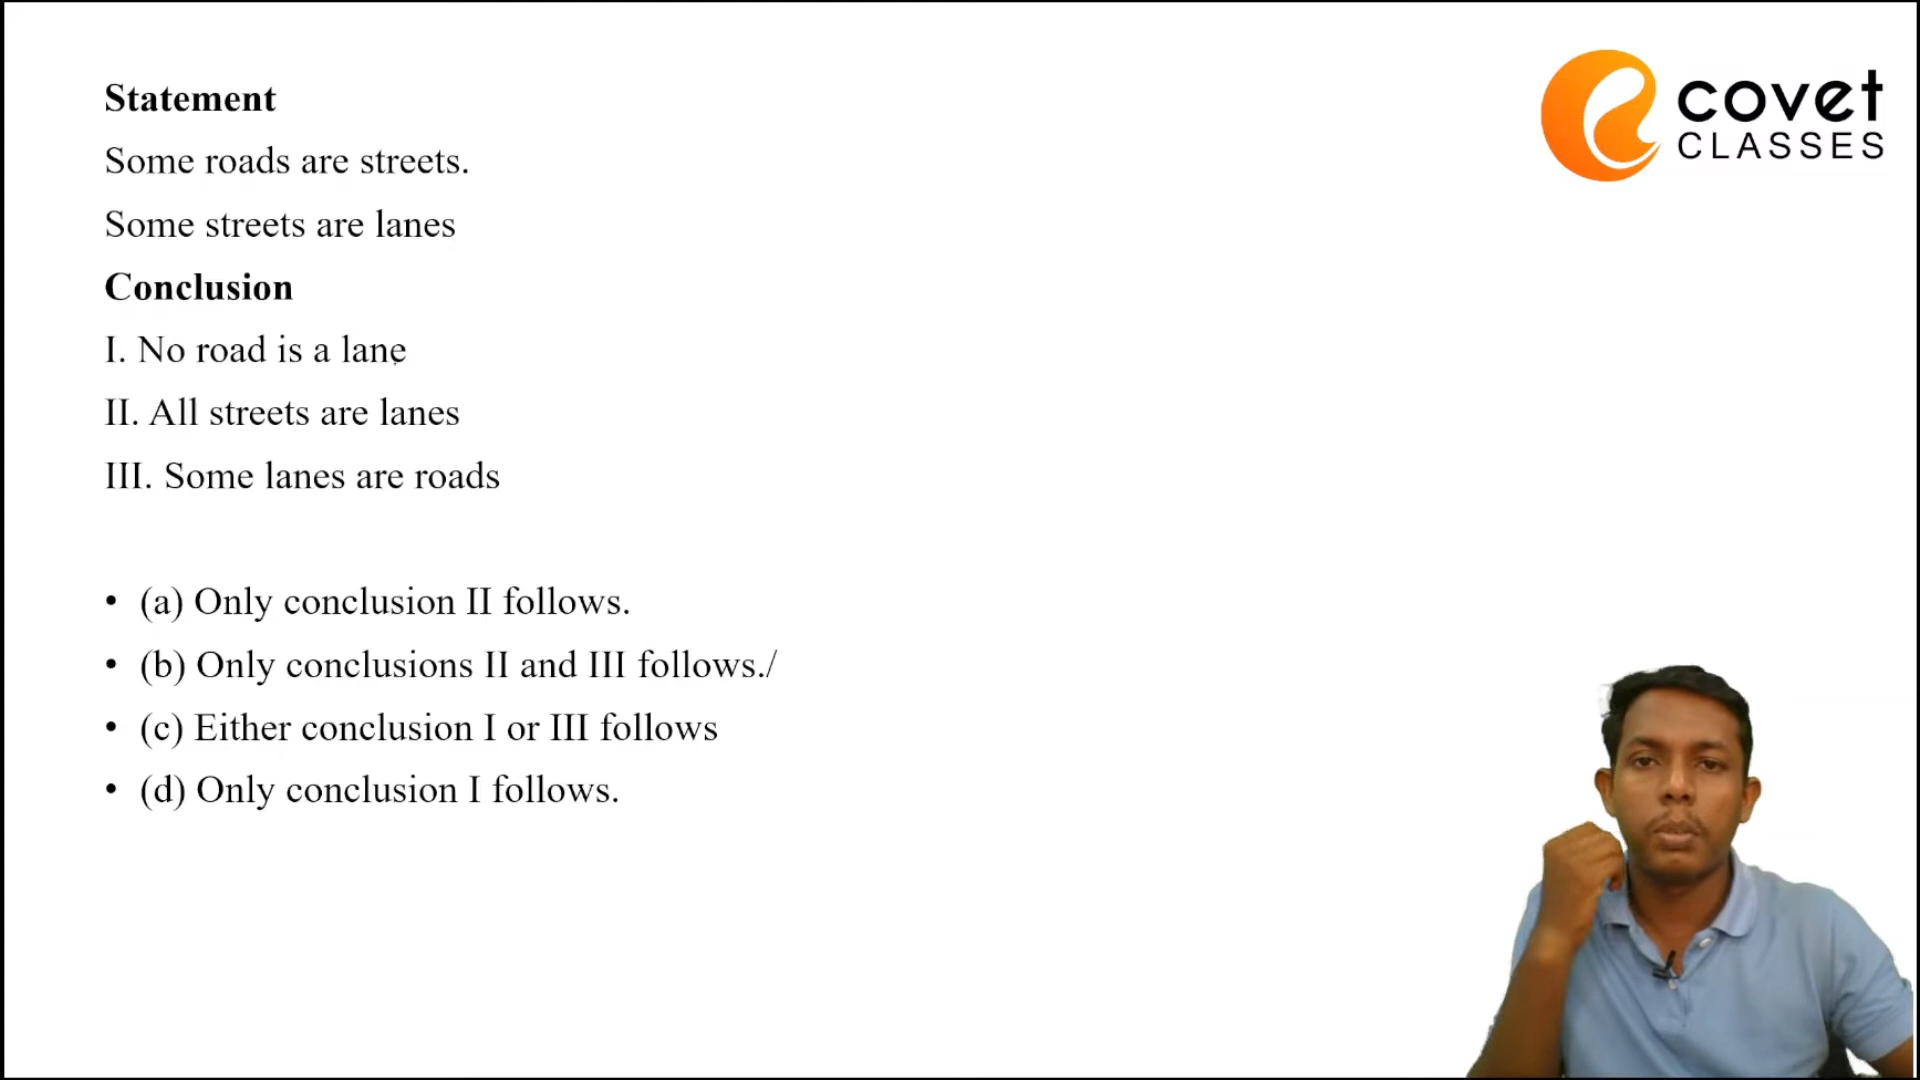 Statement
Some roads are streets.
Some streets are lanes
Conclusion
I. No road is a lane
II. All streets are lanes
III. Some lanes are roads
• (a) Only conclusion II follows.
• (b) Only conclusions II and III follows./
• (c) Either conclusion I or III follows
• (d) Only conclusion I follows.
covet
CLASSES